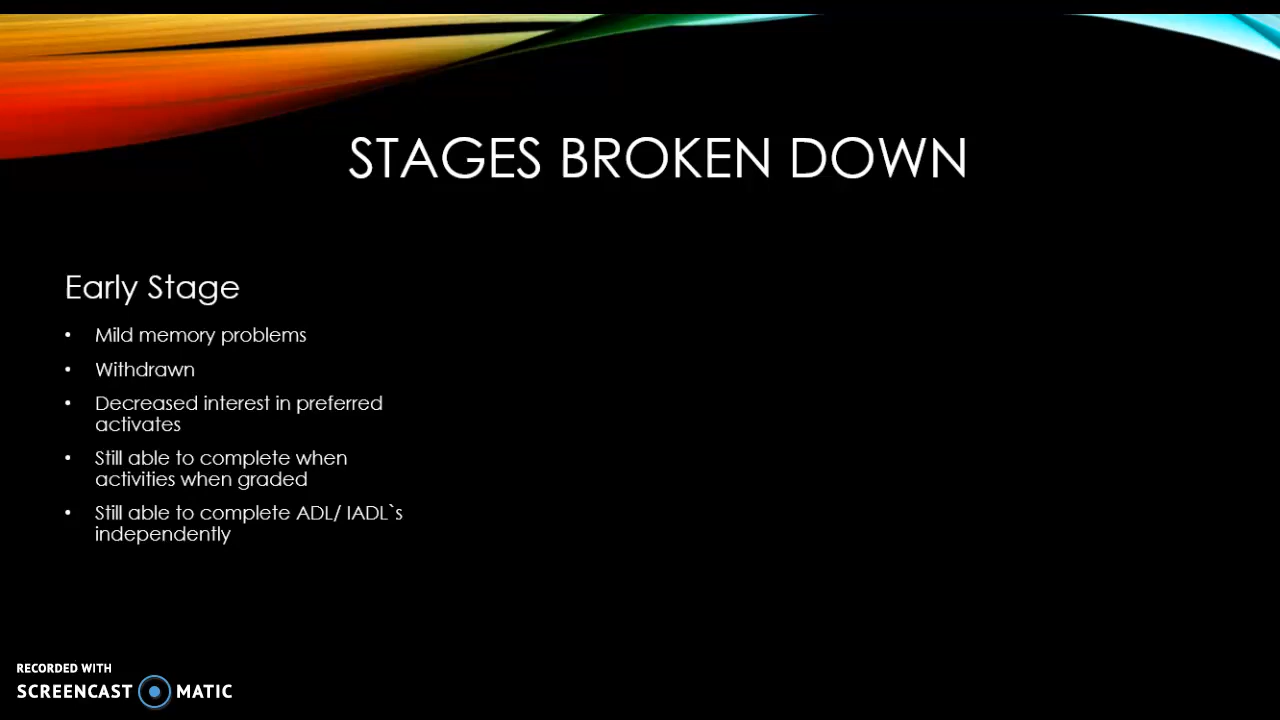 STAGES BROKEN DOWN
Early Stage
• Mild memory problems
• Withdrawn
• Decreased interest in preferred
activates
• Still able to complete when
activities when graded
• Still able to complete ADL/ IADL`s
independently
RECORDED WITH
SCREENCAST MATIC